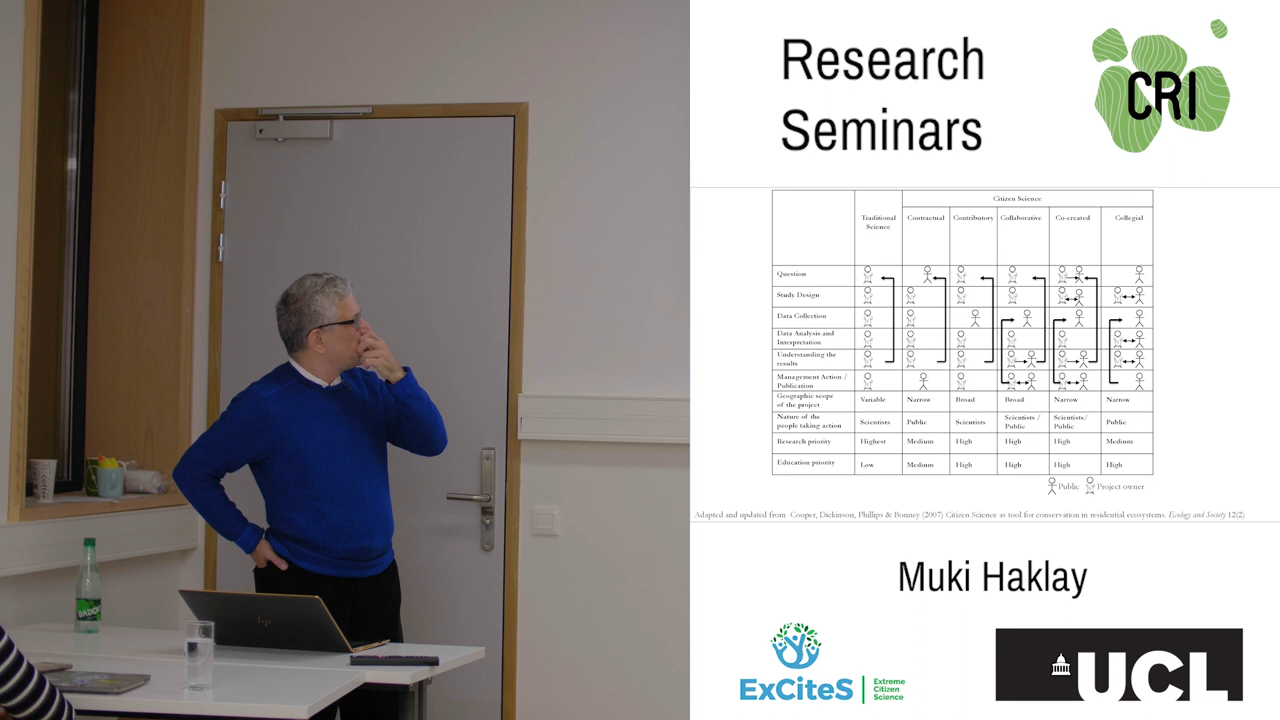 Research
Seminars
CRI
Citizen Science
Traditional
Science
Contractual
Contributory
Collaborative
Co-created
Collegial
Question
Study Design
Data Collection
Data Analysis and
Interpretation
Understanding the
results
Management Action /
Publication
Geographic scope
of the project
Variable
Narrow
Broad
Broad
Narrow
Narrow
Nature of the
people taking action
Scientists
Public
Scientists
Scientists /
Public
Scientists/
Public
Public
Research priority
Highest
Medium
High
High
High
Medium
Education priority
Low
Medium
High
High
High
High
Public
Project owner
Adapted and updated from Cooper, Dickinson, Phillips & Bonney (2007) Citizen Science as tool for conservation in residential ecosystems. Ecology and Society 12(2)
Muki Haklay
ExCiteS
Extreme
Citizen
Science
UCL
BADOIT
hp